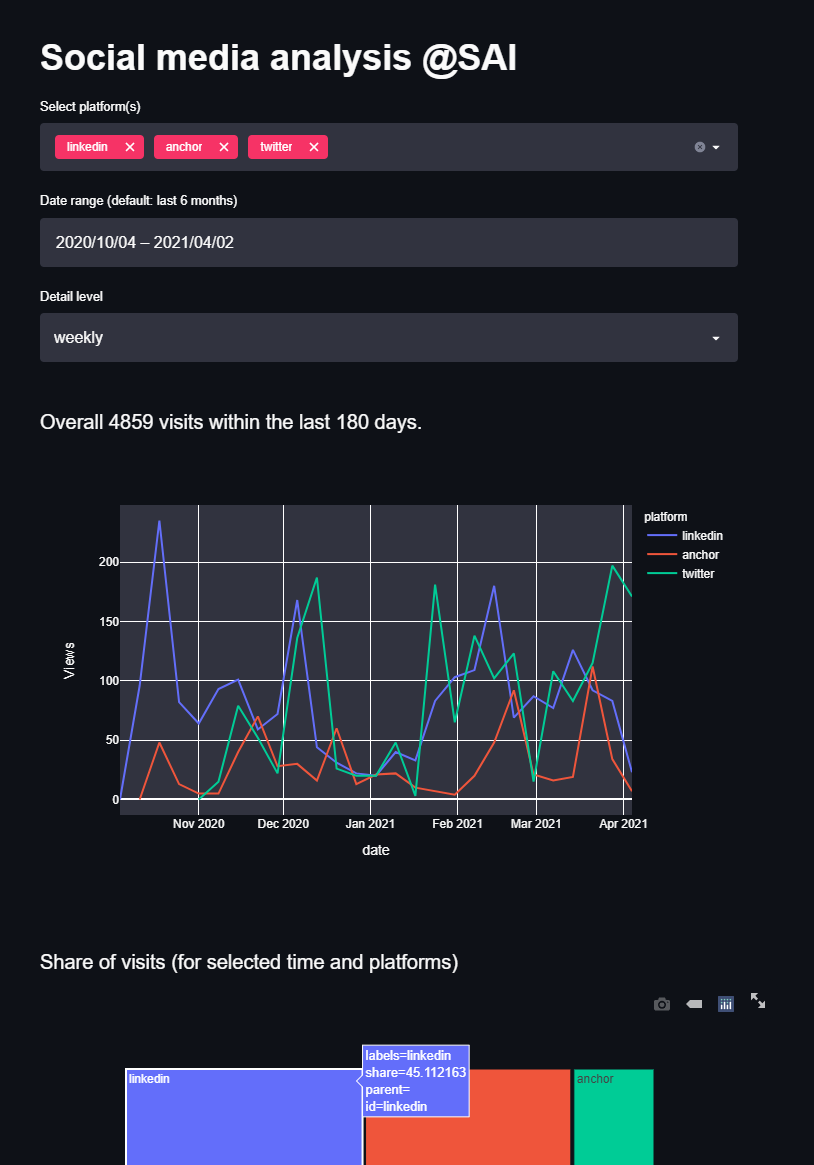 Social media analysis @SAI
Select platform(s)
linkedin anchor twitter
Date range (default: last 6 months)
2020/10/04 – 2021/04/02
Detail level
weekly
Overall 4859 visits within the last 180 days.
platform
linkedin
anchor
twitter
200
150
100
50
0
Views
Nov 2020 Dec 2020 Jan 2021 Feb 2021 Mar 2021 Apr 2021
date
Share of visits (for selected time and platforms)
labels=linkedin
share=45.112163
parent=
id=linkedin
linkedin
anchor